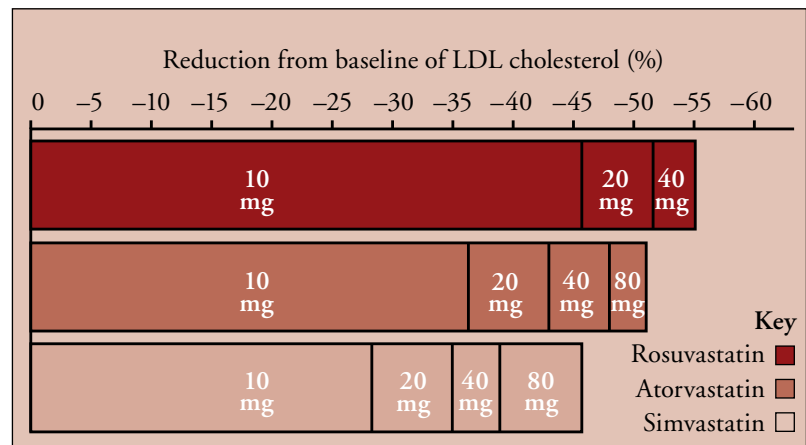 Reduction from baseline of LDL cholesterol (%)
0 –5 –10 –15 –20 –25 –30 –35 –40 –45 –50 –55 –60
10 20 40
mg mg mg
10 20 40 80
mg mg mg mg
Key
Rosuvastatin
10 20 40 80
mg mg mg mg
Atorvastatin
Simvastatin